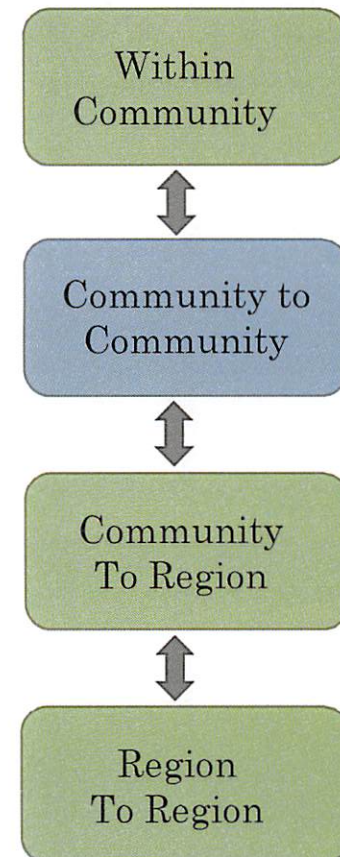 Within
Community
Community to
Community
Community
To Region
Region
To Region